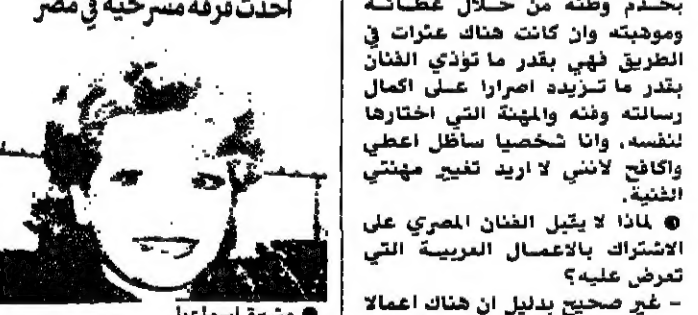 احدث فرقة مسرحية في مصر
يخدم وطنه من خلال عطائه
وموهبته وان كانت هناك عثرات في
الطريق فهي بقدر ما تؤذي الفنان
بقدر ما تزيده اصرارا على اكمال
رسالته وفنه والمهنة التي اختارها
لنفسه، وانا شخصيا سأظل اعطي
واكافح لانني لا اريد تغيير مهنتي
الفنية.
● لماذا لا يقبل الفنان المصري على
الاشتراك بالاعمال العربية التي
تعرض عليه؟
- غير صحيح بدليل ان هناك اعمالا